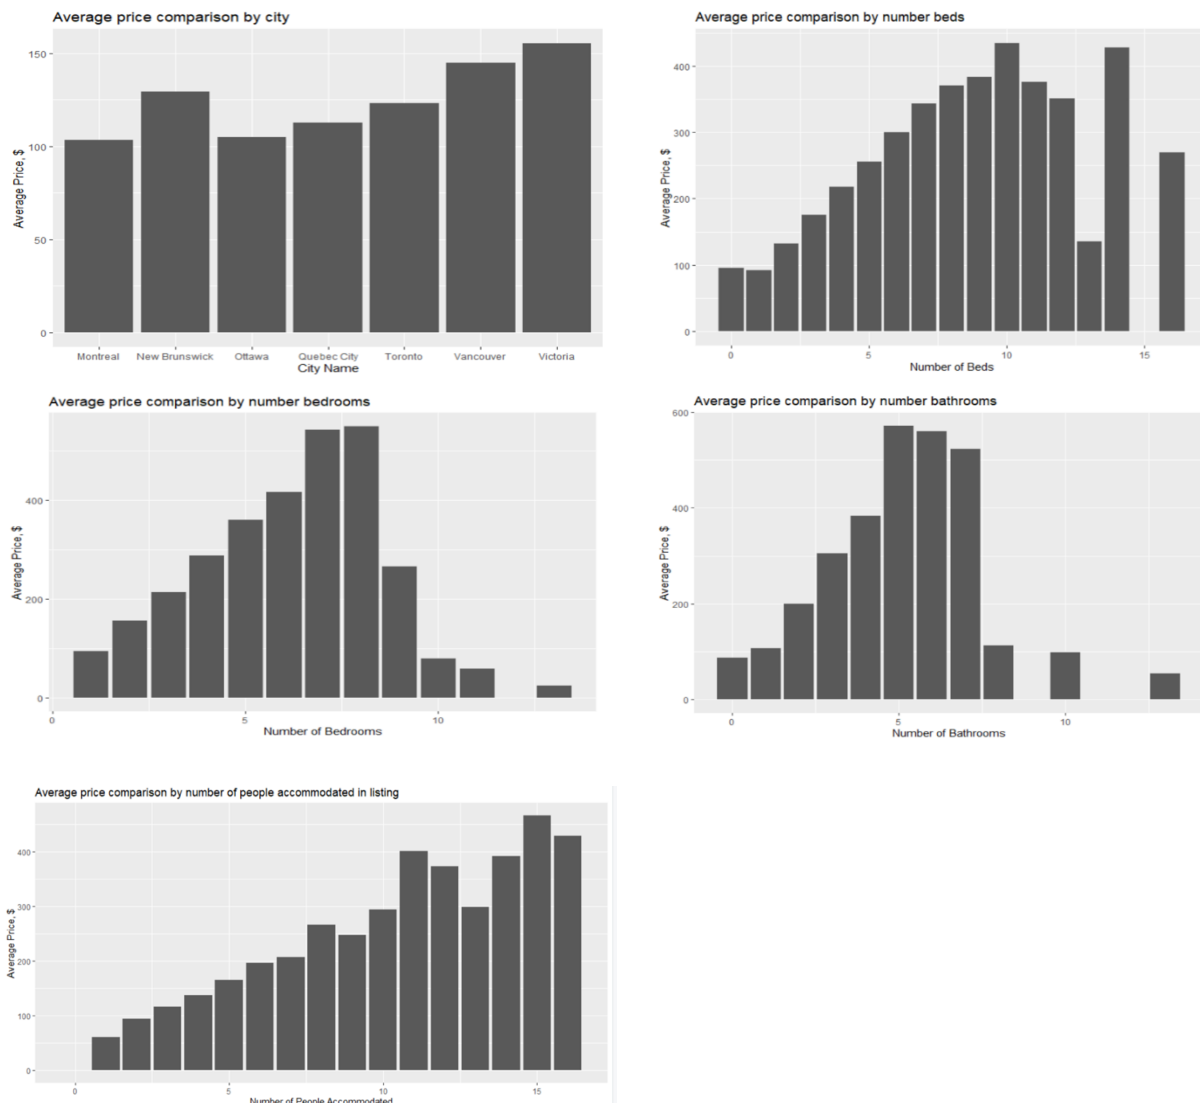 Average price comparison by city
Average Price, $
150
100
50
0
Montreal New Brunswick Ottawa Quebec City Toronto Vancouver Victoria
City Name
Average price comparison by number beds
Average Price, $
400
300
200
100
0
0 5 10 15
Number of Beds
Average price comparison by number bedrooms
Average Price, $
400
200
0
0 5 10
Number of Bedrooms
Average price comparison by number bathrooms
Average Price, $
600
400
200
0
0 5 10
Number of Bathrooms
Average price comparison by number of people accommodated in listing
Average Price, $
400
300
200
100
0
0 5 10 15
Number of People Accommodated